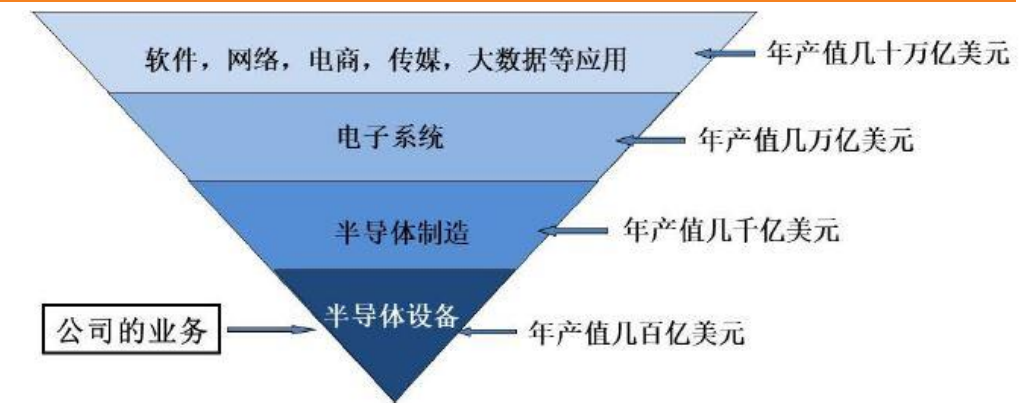 软件，网络，电商，传媒，大数据等应用
年产值几十万亿美元
电子系统
年产值几万亿美元
半导体制造
年产值几千亿美元
公司的业务
半导体设备
年产值几百亿美元